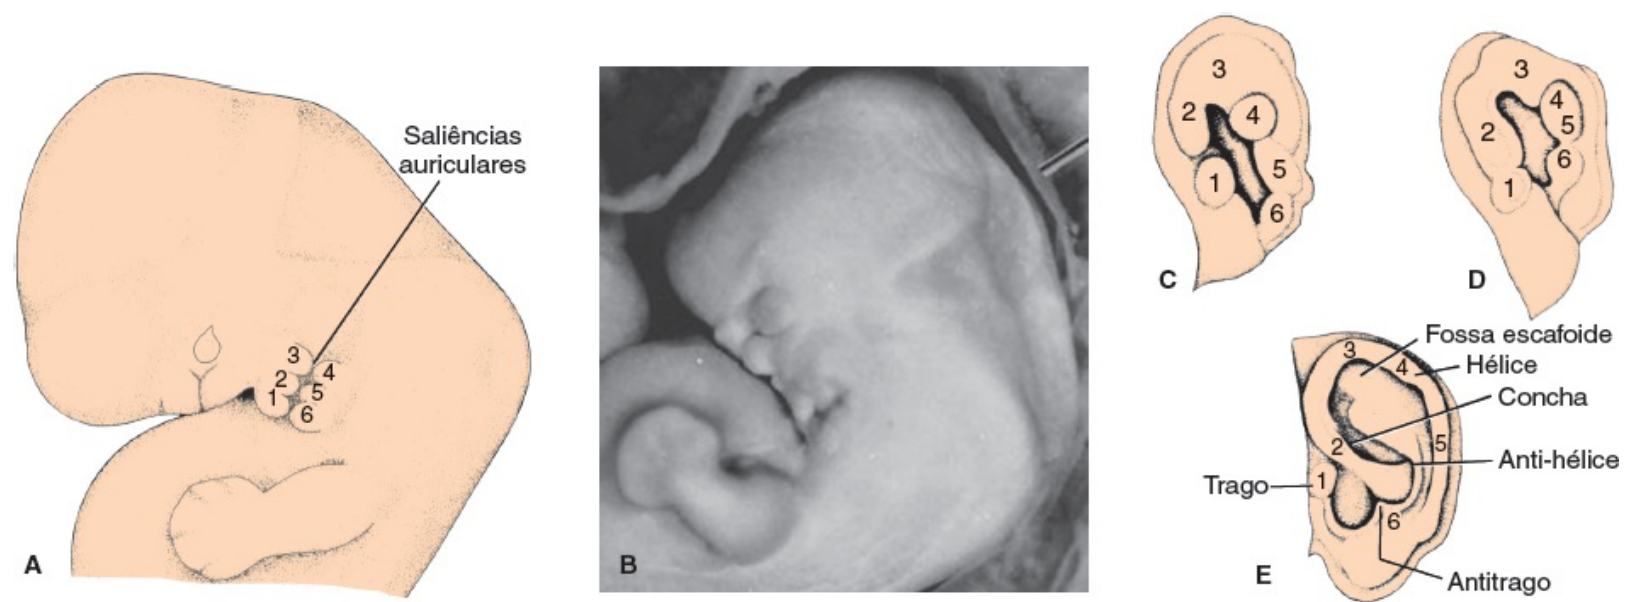 Saliências
auriculares
3
2
4
1
5
6
A
B
3
2
4
1
5
6
C
3
4
2
5
6
1
D
Fossa escafoide
3
4
Hélice
Concha
2
5
Anti-hélice
Trago
1
6
E
Antitrago